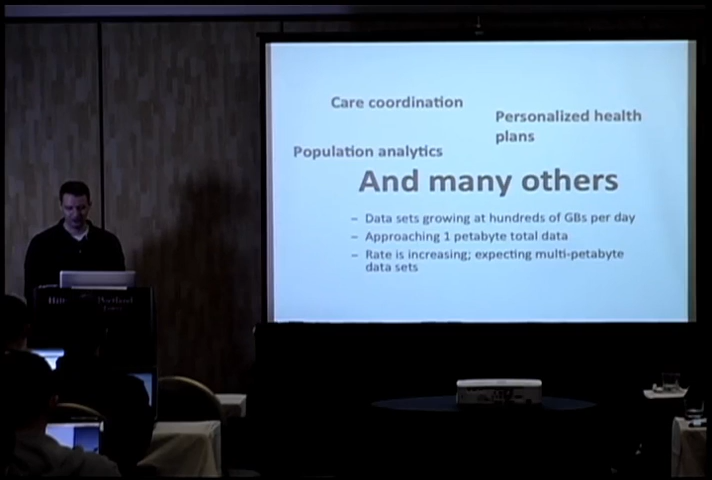 Care coordination
Personalized health
plans
Population analytics
And many others
– Data sets growing at hundreds of GBs per day
– Approaching 1 petabyte total data
– Rate is increasing; expecting multi-petabyte
data sets
Portland